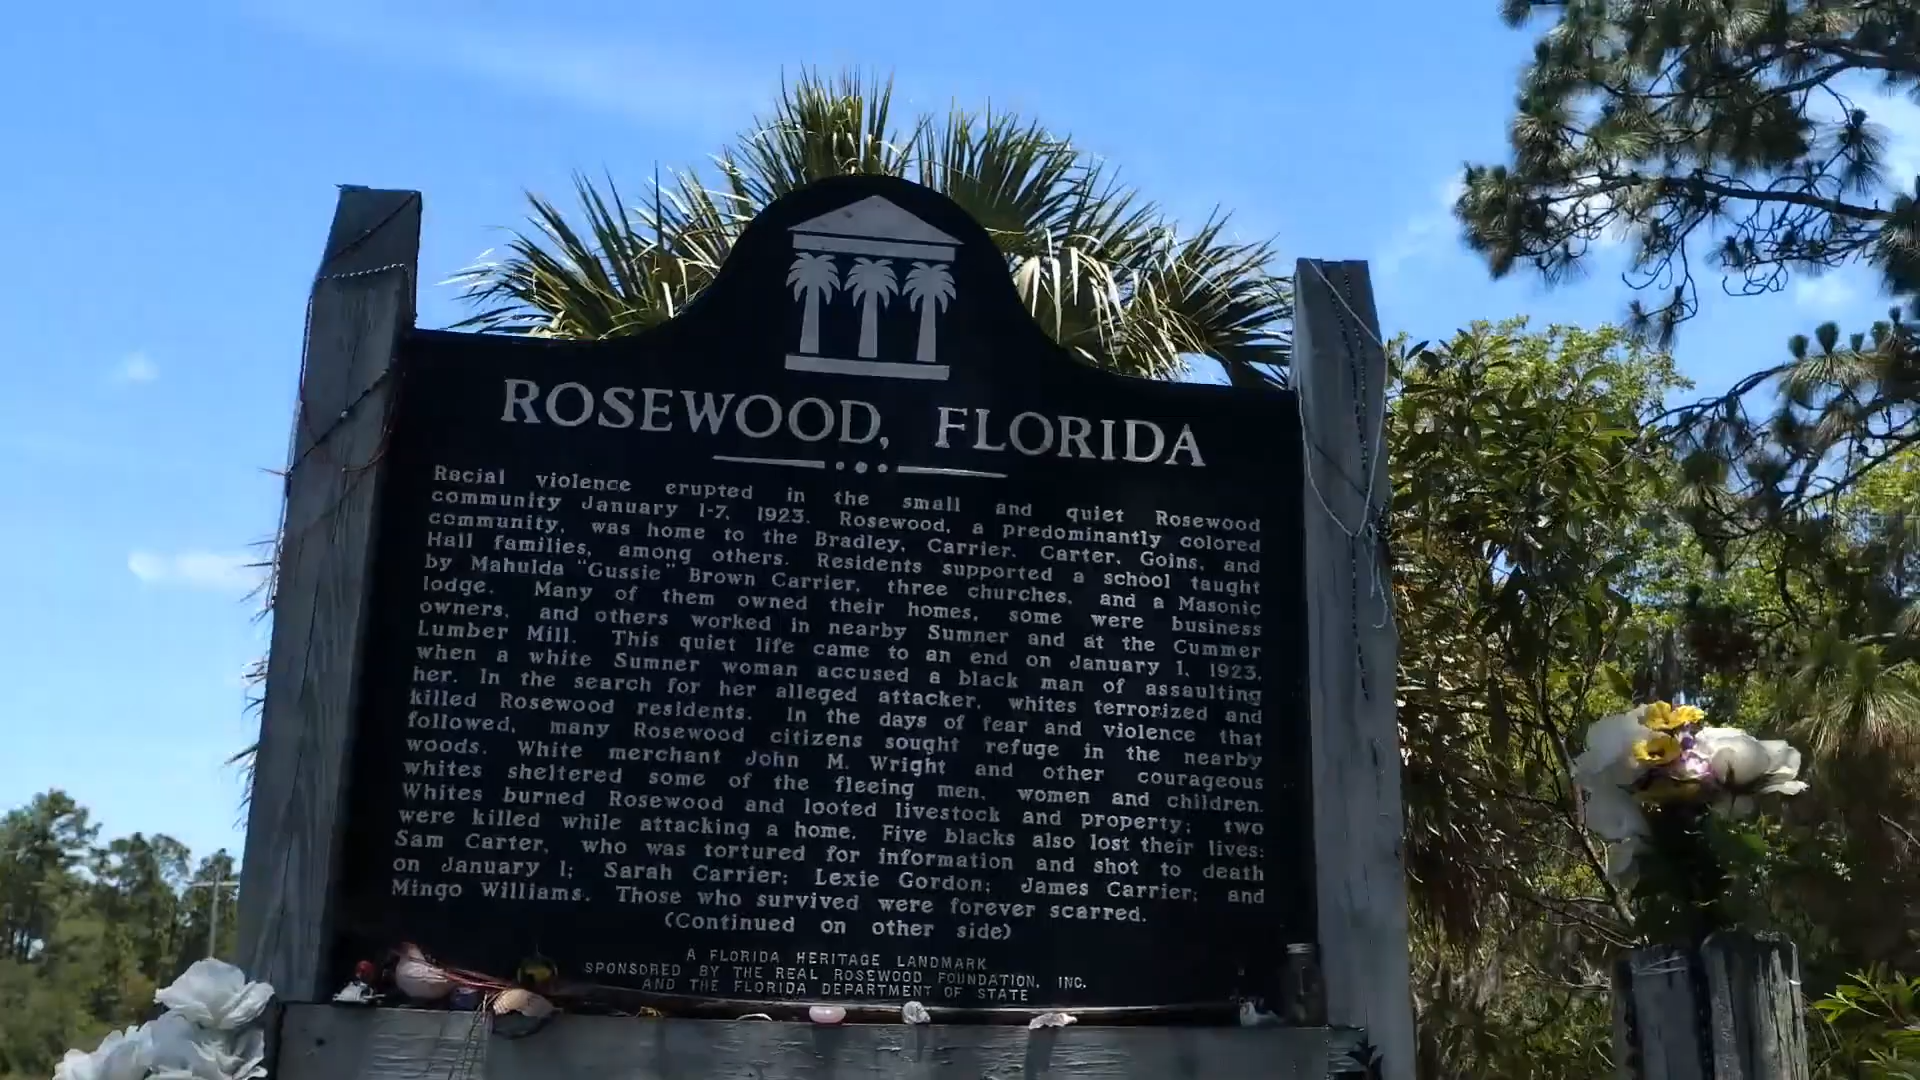 ROSEWOOD, FLORIDA
Racial violence erupted in the small and quiet Rosewood
community January 1-7, 1923. Rosewood, a predominantly colored
community, was home to the Bradley, Carrier, Carter, Goins, and
Hall families, among others. Residents supported a school taught
by Mahulda "Gussie" Brown Carrier, three churches, and a Masonic
lodge. Many of them owned their homes, some were business
owners, and others worked in nearby Sumner and at the Cummer
Lumber Mill. This quiet life came to an end on January 1, 1923,
when a white Sumner woman accused a black man of assaulting
her. In the search for her alleged attacker, whites terrorized and
killed Rosewood residents. In the days of fear and violence that
followed, many Rosewood citizens sought refuge in the nearby
woods. White merchant John M. Wright and other courageous
whites sheltered some of the fleeing men, women and children.
Whites burned Rosewood and looted livestock and property; two
were killed while attacking a home. Five blacks also lost their lives:
Sam Carter, who was tortured for information and shot to death
on January 1; Sarah Carrier; Lexie Gordon; James Carrier; and
Mingo Williams. Those who survived were forever scarred.
(Continued on other side)
A FLORIDA HERITAGE LANDMARK
SPONSORED BY THE REAL ROSEWOOD FOUNDATION, INC.
AND THE FLORIDA DEPARTMENT OF STATE